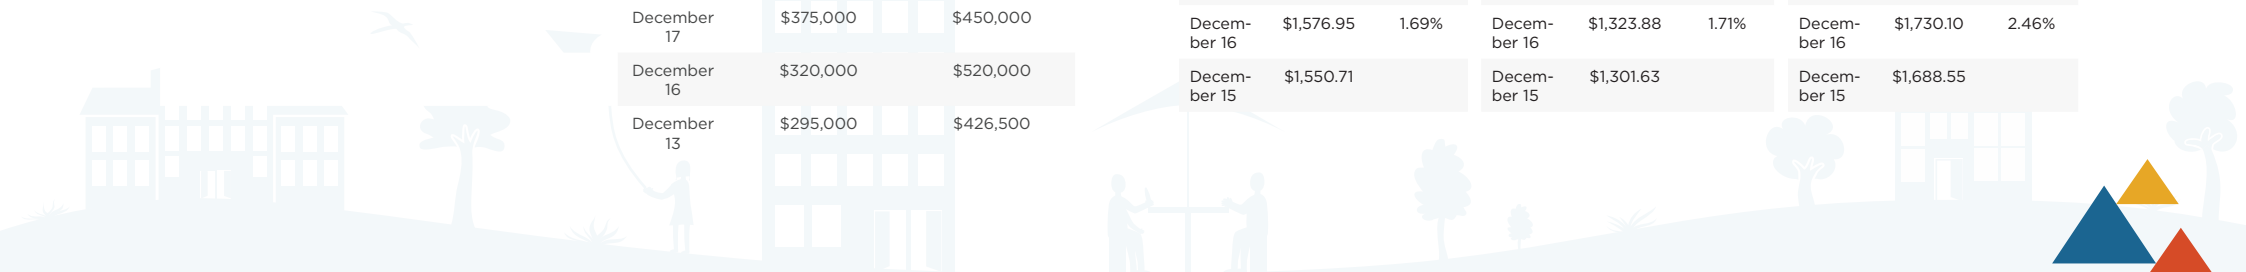 December $375,000 $450,000
17
December $320,000 $520,000
16
December $295,000 $426,500
13
Decem- $1,576.95 1.69%
ber 16
Decem- $1,550.71
ber 15
Decem- $1,323.88 1.71%
ber 16
Decem- $1,301.63
ber 15
Decem- $1,730.10 2.46%
ber 16
Decem- $1,688.55
ber 15